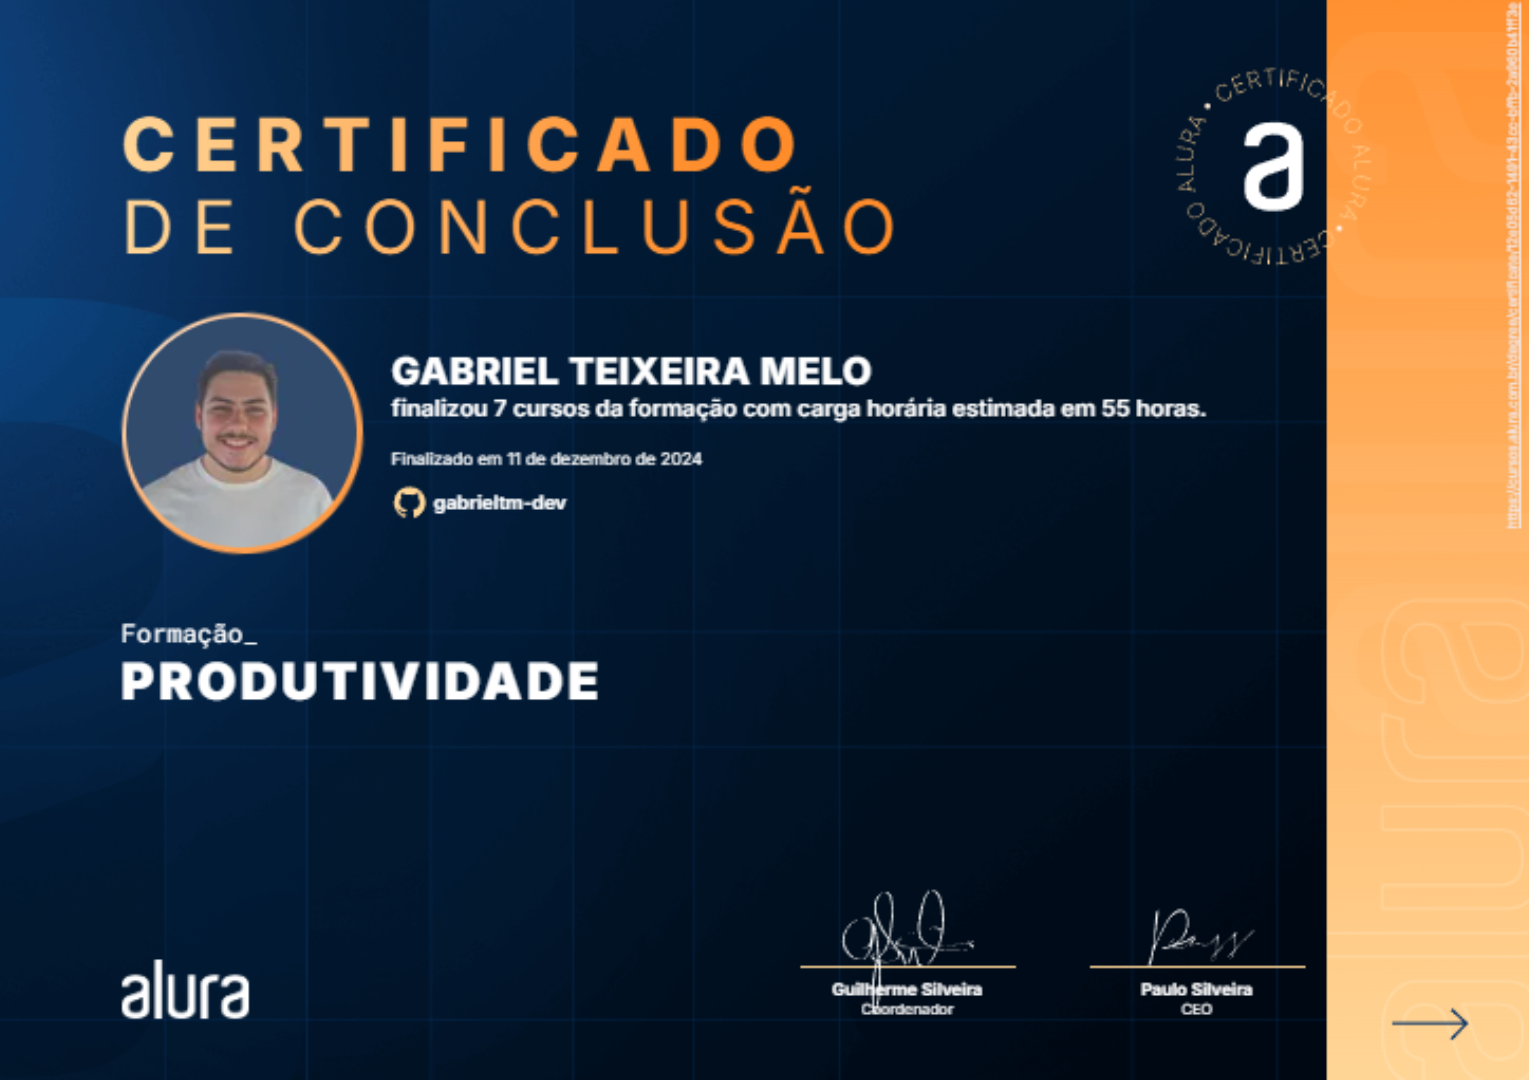 CERTIFICADO
DE CONCLUSÃO
CERTIFICADO ALURA • CERTIFICADO ALURA •
a
GABRIEL TEIXEIRA MELO
finalizou 7 cursos da formação com carga horária estimada em 55 horas.
Finalizado em 11 de dezembro de 2024
gabrieltm-dev
Formação_
PRODUTIVIDADE
alura
Guilherme Silveira
Coordenador
Paulo Silveira
CEO
alura